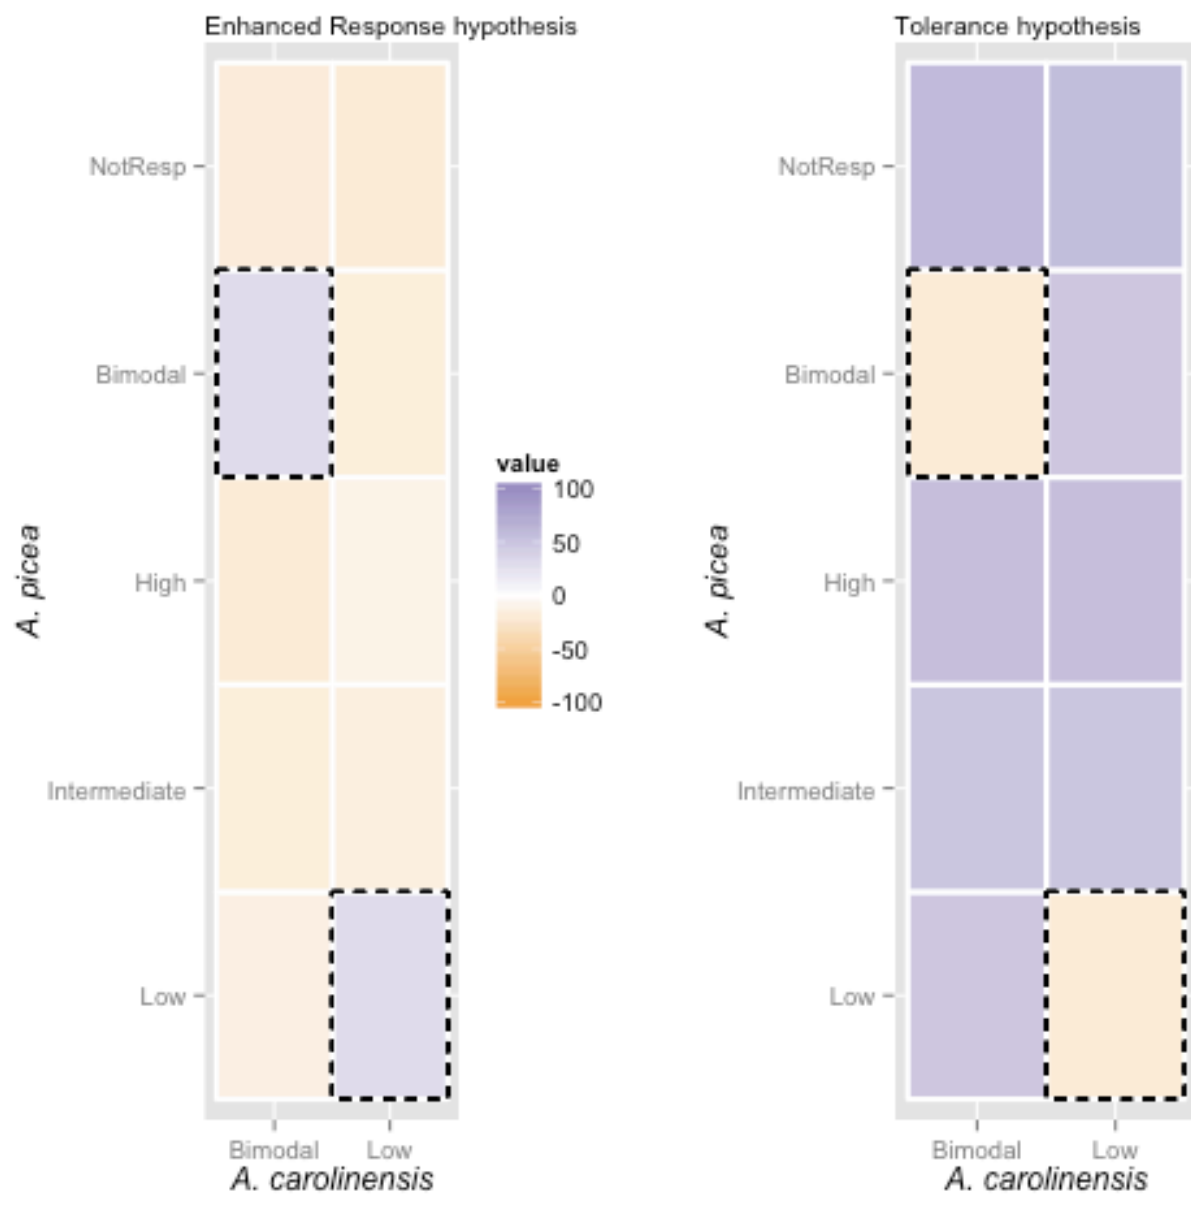 Enhanced Response hypothesis
NotResp
Bimodal
High
Intermediate
Low
A. picea
Bimodal Low
A. carolinensis
value
100
50
0
-50
-100
Tolerance hypothesis
NotResp
Bimodal
High
Intermediate
Low
A. picea
Bimodal Low
A. carolinensis